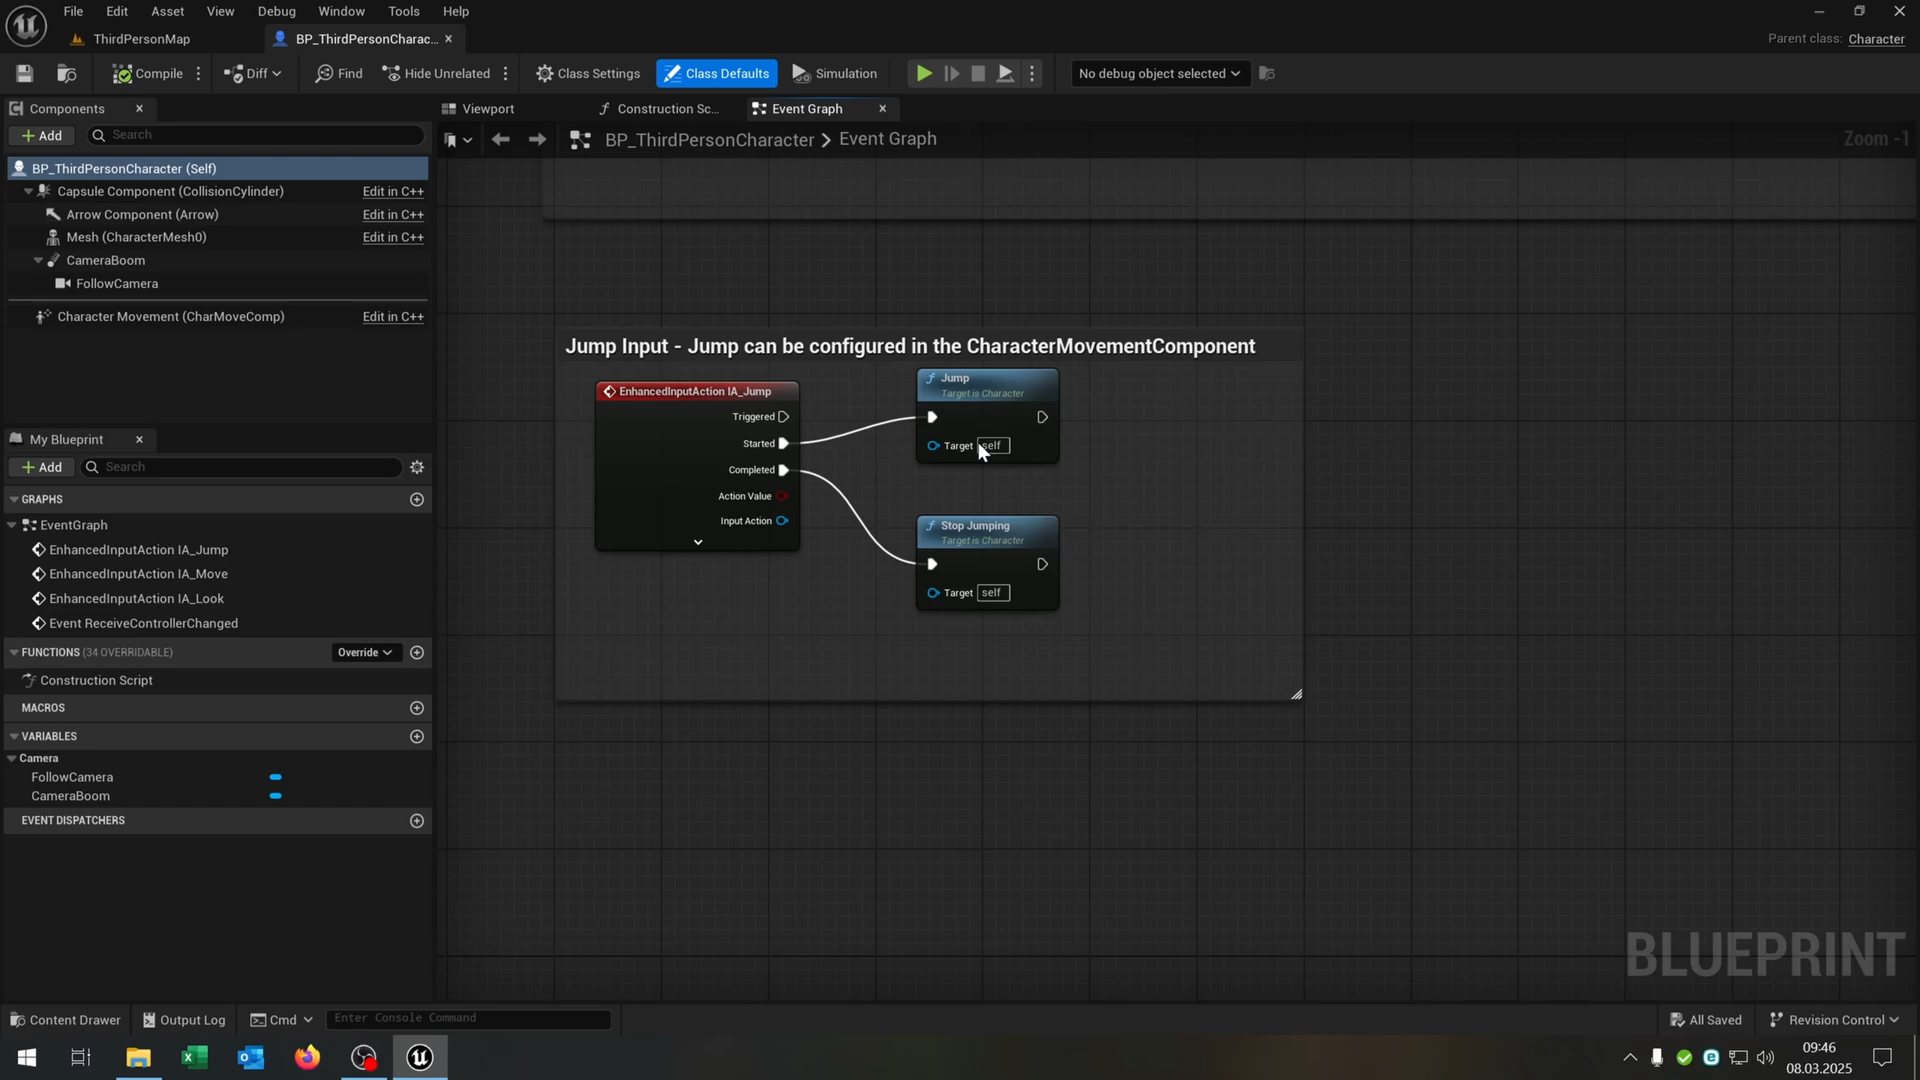 File Edit Asset View Debug Window Tools Help
ThirdPersonMap BP_ThirdPersonCharac...
Parent class: Character
Compile Diff Find Hide Unrelated Class Settings Class Defaults Simulation No debug object selected
Components
Viewport Construction Sc... Event Graph
Add Search
BP_ThirdPersonCharacter > Event Graph
Zoom -1
BP_ThirdPersonCharacter (Self)
Capsule Component (CollisionCylinder) Edit in C++
Arrow Component (Arrow) Edit in C++
Mesh (CharacterMesh0) Edit in C++
CameraBoom
FollowCamera
Character Movement (CharMoveComp) Edit in C++
Jump Input - Jump can be configured in the CharacterMovementComponent
EnhancedInputAction IA_Jump
Triggered
Started
Completed
Action Value
Input Action
Jump
Target is Character
Target self
Stop Jumping
Target is Character
Target self
My Blueprint
Add Search
GRAPHS
EventGraph
EnhancedInputAction IA_Jump
EnhancedInputAction IA_Move
EnhancedInputAction IA_Look
Event ReceiveControllerChanged
FUNCTIONS (34 OVERRIDABLE) Override
Construction Script
MACROS
VARIABLES
Camera
FollowCamera
CameraBoom
EVENT DISPATCHERS
BLUEPRINT
Content Drawer Output Log Cmd Enter Console Command All Saved Revision Control
09:46
08.03.2025